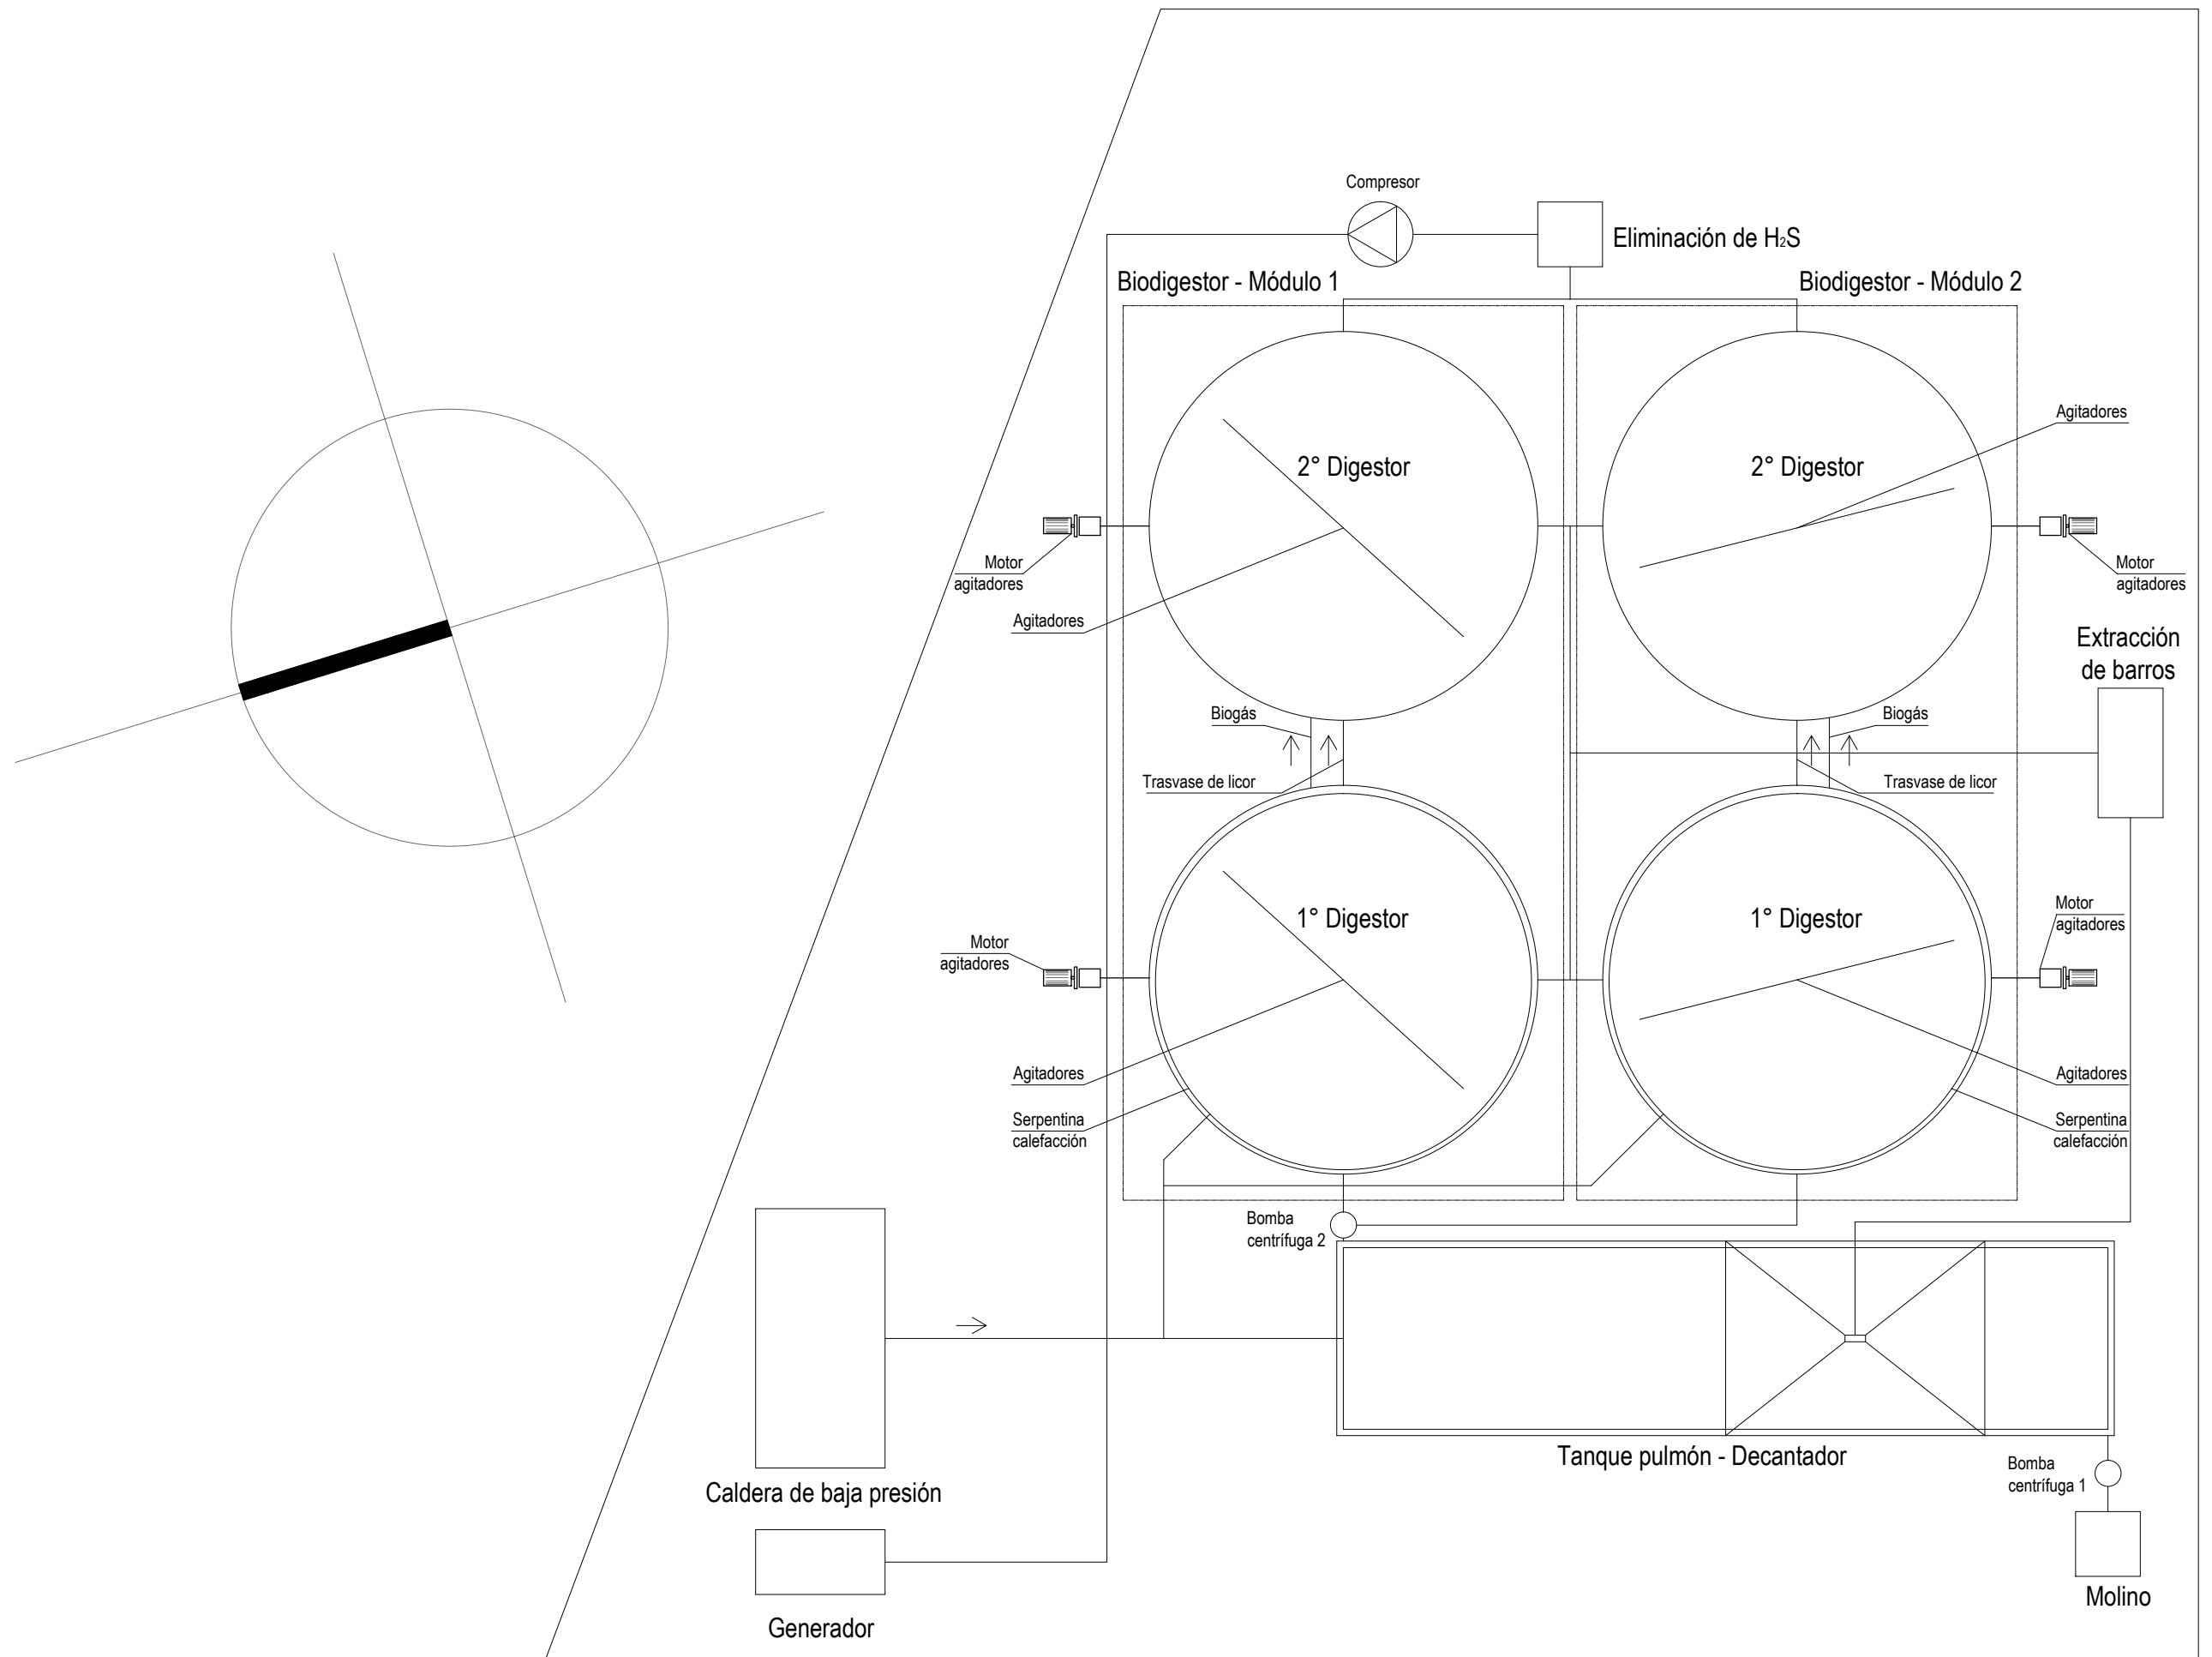 Compresor
Eliminación de H₂S
Biodigestor - Módulo 1
Biodigestor - Módulo 2
Agitadores
2° Digestor
2° Digestor
Motor
agitadores
Motor
agitadores
Agitadores
Extracción
de barros
Biogás
Biogás
Trasvase de licor
Trasvase de licor
1° Digestor
1° Digestor
Motor
agitadores
Motor
agitadores
Agitadores
Agitadores
Serpentina
calefacción
Serpentina
calefacción
Bomba
centrífuga 2
Tanque pulmón - Decantador
Bomba
centrífuga 1
Caldera de baja presión
Molino
Generador